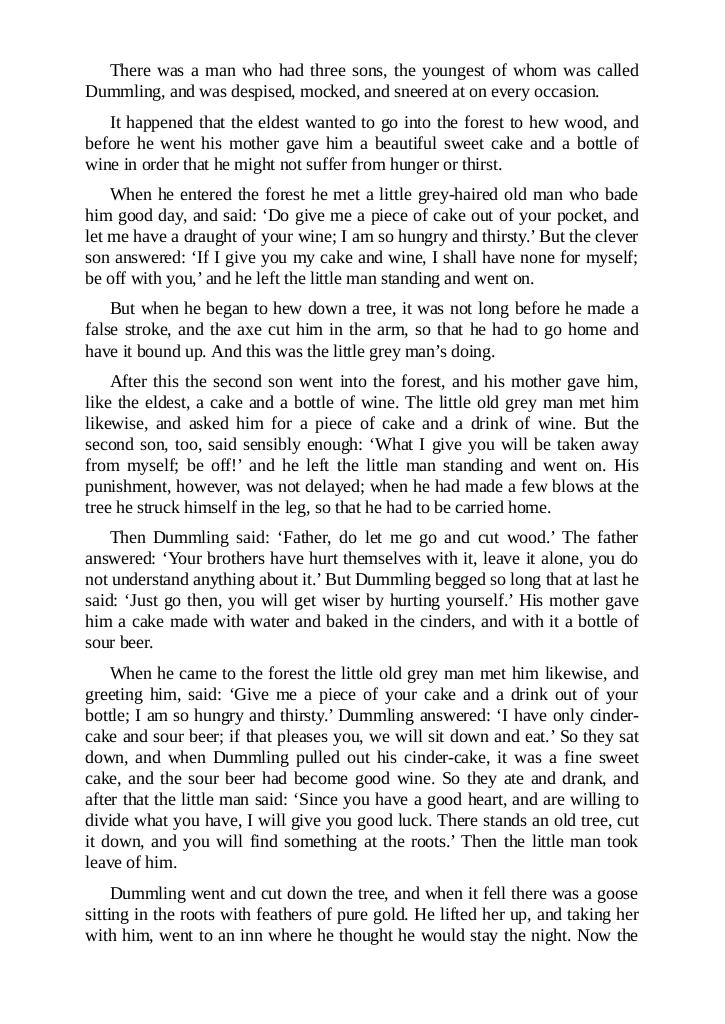 There was a man who had three sons, the youngest of whom was called
Dummling, and was despised, mocked, and sneered at on every occasion.
It happened that the eldest wanted to go into the forest to hew wood, and
before he went his mother gave him a beautiful sweet cake and a bottle of
wine in order that he might not suffer from hunger or thirst.
When he entered the forest he met a little grey-haired old man who bade
him good day, and said: ‘Do give me a piece of cake out of your pocket, and
let me have a draught of your wine; I am so hungry and thirsty.’ But the clever
son answered: ‘If I give you my cake and wine, I shall have none for myself;
be off with you,’ and he left the little man standing and went on.
But when he began to hew down a tree, it was not long before he made a
false stroke, and the axe cut him in the arm, so that he had to go home and
have it bound up. And this was the little grey man’s doing.
After this the second son went into the forest, and his mother gave him,
like the eldest, a cake and a bottle of wine. The little old grey man met him
likewise, and asked him for a piece of cake and a drink of wine. But the
second son, too, said sensibly enough: ‘What I give you will be taken away
from myself; be off!’ and he left the little man standing and went on. His
punishment, however, was not delayed; when he had made a few blows at the
tree he struck himself in the leg, so that he had to be carried home.
Then Dummling said: ‘Father, do let me go and cut wood.’ The father
answered: ‘Your brothers have hurt themselves with it, leave it alone, you do
not understand anything about it.’ But Dummling begged so long that at last he
said: ‘Just go then, you will get wiser by hurting yourself.’ His mother gave
him a cake made with water and baked in the cinders, and with it a bottle of
sour beer.
When he came to the forest the little old grey man met him likewise, and
greeting him, said: ‘Give me a piece of your cake and a drink out of your
bottle; I am so hungry and thirsty.’ Dummling answered: ‘I have only cinder-
cake and sour beer; if that pleases you, we will sit down and eat.’ So they sat
down, and when Dummling pulled out his cinder-cake, it was a fine sweet
cake, and the sour beer had become good wine. So they ate and drank, and
after that the little man said: ‘Since you have a good heart, and are willing to
divide what you have, I will give you good luck. There stands an old tree, cut
it down, and you will find something at the roots.’ Then the little man took
leave of him.
Dummling went and cut down the tree, and when it fell there was a goose
sitting in the roots with feathers of pure gold. He lifted her up, and taking her
with him, went to an inn where he thought he would stay the night. Now the